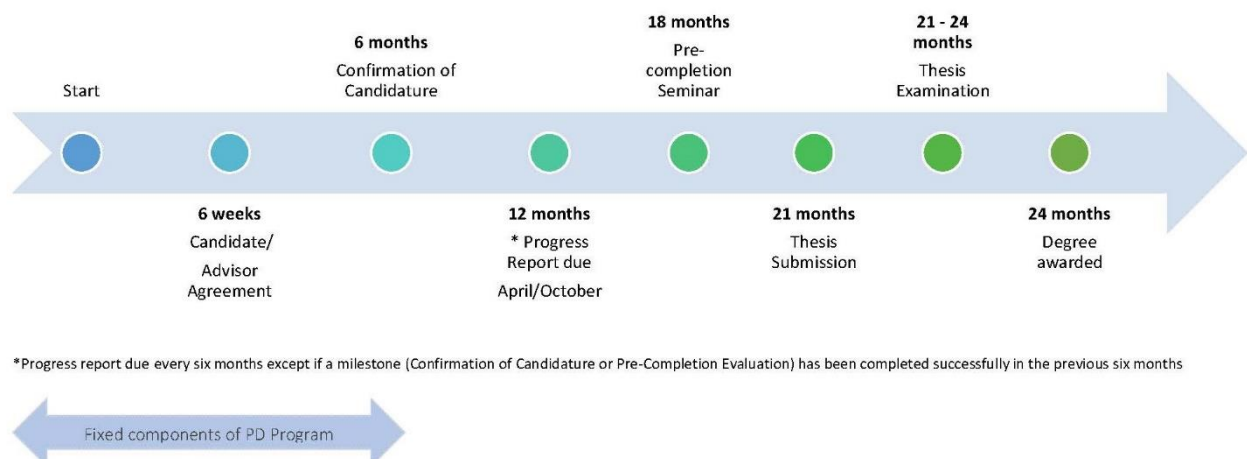 Start
6 months
Confirmation of
Candidature
18 months
Pre-
completion
Seminar
21 - 24
months
Thesis
Examination
6 weeks
Candidate/
Advisor
Agreement
12 months
* Progress
Report due
April/October
21 months
Thesis
Submission
24 months
Degree
awarded
*Progress report due every six months except if a milestone (Confirmation of Candidature or Pre-Completion Evaluation) has been completed successfully in the previous six months
Fixed components of PD Program